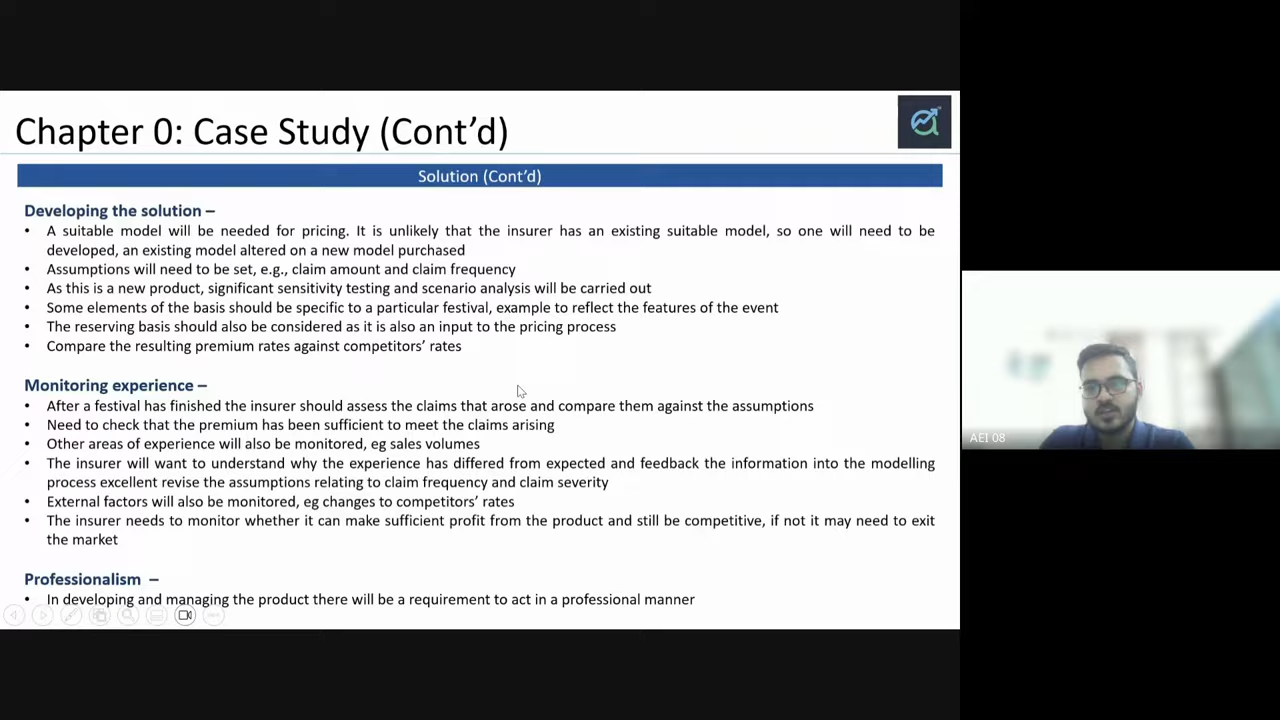 Chapter 0: Case Study (Cont’d)
Solution (Cont’d)
Developing the solution –
• A suitable model will be needed for pricing. It is unlikely that the insurer has an existing suitable model, so one will need to be
developed, an existing model altered on a new model purchased
• Assumptions will need to be set, e.g., claim amount and claim frequency
• As this is a new product, significant sensitivity testing and scenario analysis will be carried out
• Some elements of the basis should be specific to a particular festival, example to reflect the features of the event
• The reserving basis should also be considered as it is also an input to the pricing process
• Compare the resulting premium rates against competitors’ rates
Monitoring experience –
• After a festival has finished the insurer should assess the claims that arose and compare them against the assumptions
• Need to check that the premium has been sufficient to meet the claims arising
• Other areas of experience will also be monitored, eg sales volumes
• The insurer will want to understand why the experience has differed from expected and feedback the information into the modelling
process excellent revise the assumptions relating to claim frequency and claim severity
• External factors will also be monitored, eg changes to competitors’ rates
• The insurer needs to monitor whether it can make sufficient profit from the product and still be competitive, if not it may need to exit
the market
Professionalism –
• In developing and managing the product there will be a requirement to act in a professional manner
AEI 08